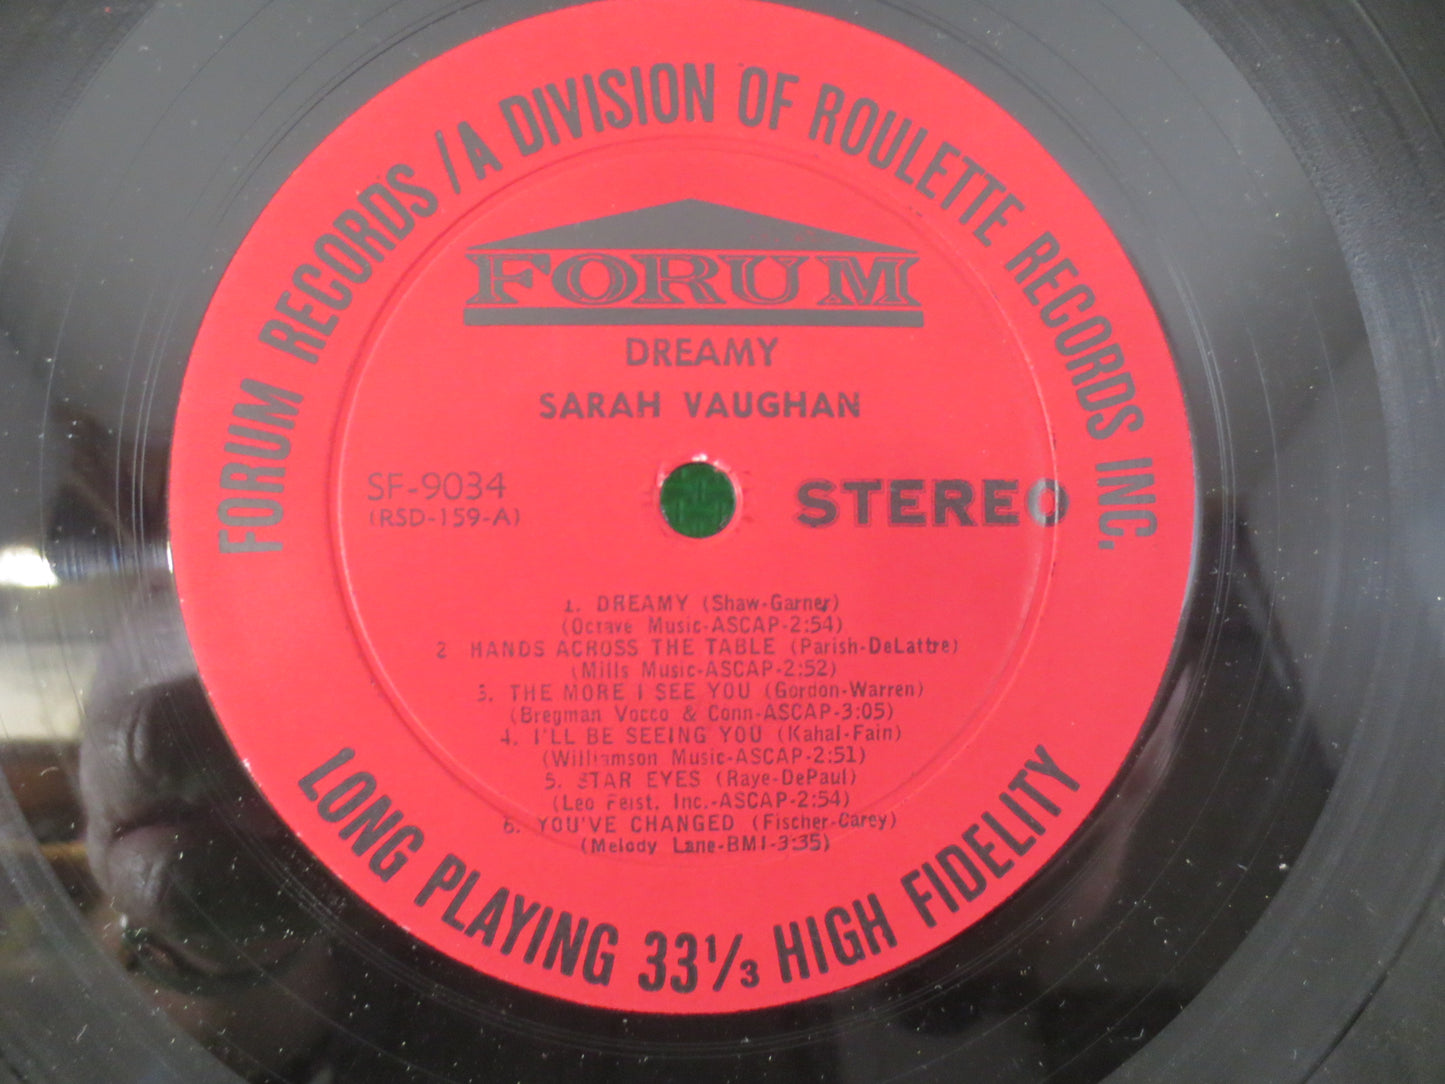 FORUM RECORDS / A DIVISION OF ROULETTE RECORDS INC.
FORUM
DREAMY
SARAH VAUGHAN
SF-9034
(RSD-159-A)
STEREO
1. DREAMY (Shaw-Garner)
(Octave Music-ASCAP-2:54)
2 HANDS ACROSS THE TABLE (Parish-DeLattre)
(Mills Music-ASCAP-2:52)
3. THE MORE I SEE YOU (Gordon-Warren)
(Bregman Vocco & Conn-ASCAP-3:05)
4. I'LL BE SEEING YOU (Kahal-Fain)
(Williamson Music-ASCAP-2:51)
5. STAR EYES (Raye-DePaul)
(Leo Feist, Inc.-ASCAP-2:54)
6. YOU'VE CHANGED (Fischer-Carey)
(Melody Lane-BMI-3:35)
LONG PLAYING 33 1/3 HIGH FIDELITY